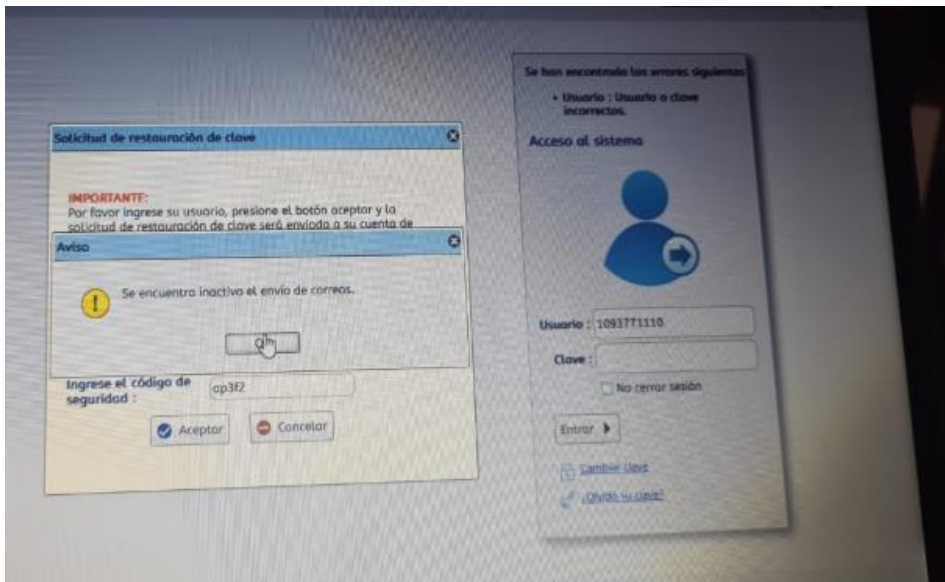 Solicitud de restauración de clave
IMPORTANTE:
Por favor ingrese su usuario, presione el botón aceptar y la
solicitud de restauración de clave será enviada a su cuenta de
Aviso
Se encuentra inactivo el envío de correos.
Ingrese el código de
seguridad :
ap3f2
Aceptar
Cancelar
Se han encontrado los errores siguientes
• Usuario : Usuario o clave
incorrectos.
Acceso al sistema
Usuario : 1093771110
Clave :
No cerrar sesión
Entrar
Cambiar clave
¿Olvidó su clave?